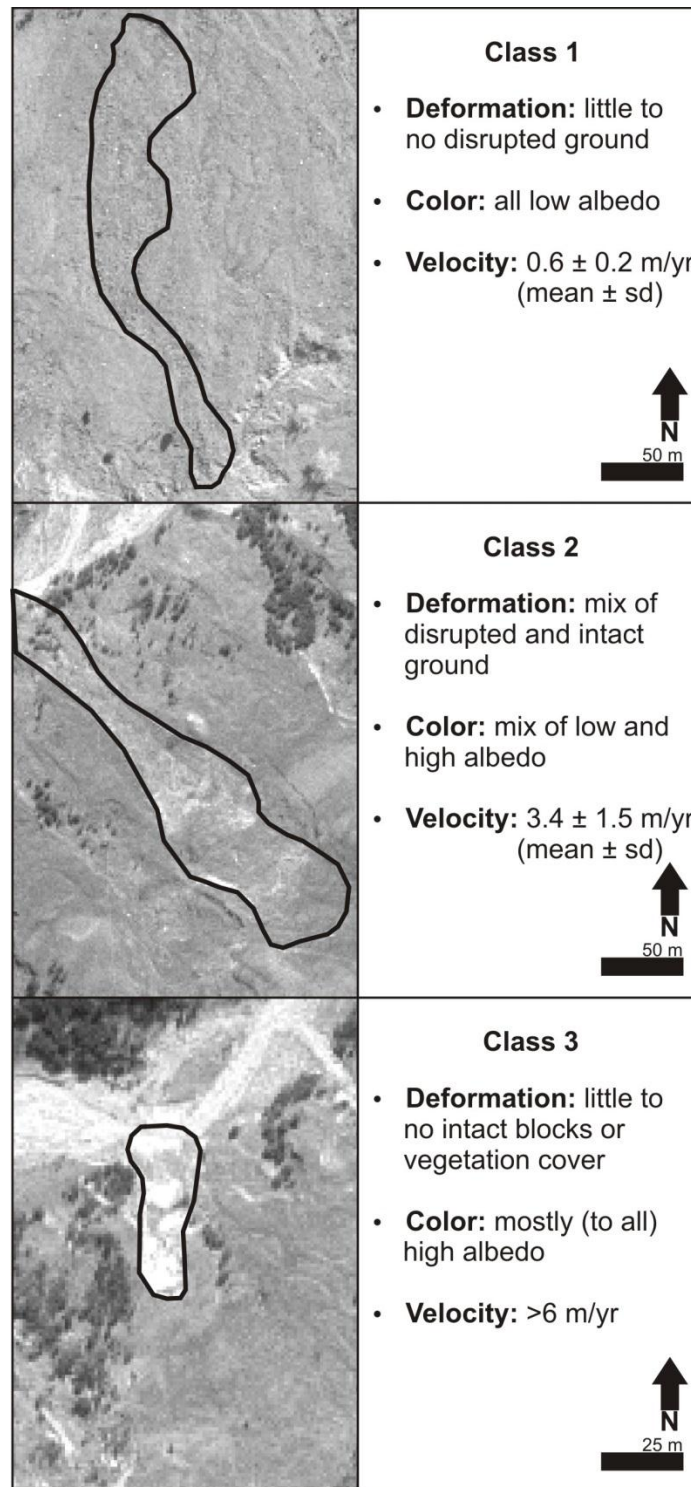 Class 1
• Deformation: little to
no disrupted ground
• Color: all low albedo
• Velocity: 0.6 ± 0.2 m/yr
(mean ± sd)
N
50 m
Class 2
• Deformation: mix of
disrupted and intact
ground
• Color: mix of low and
high albedo
• Velocity: 3.4 ± 1.5 m/yr
(mean ± sd)
N
50 m
Class 3
• Deformation: little to
no intact blocks or
vegetation cover
• Color: mostly (to all)
high albedo
• Velocity: >6 m/yr
N
25 m